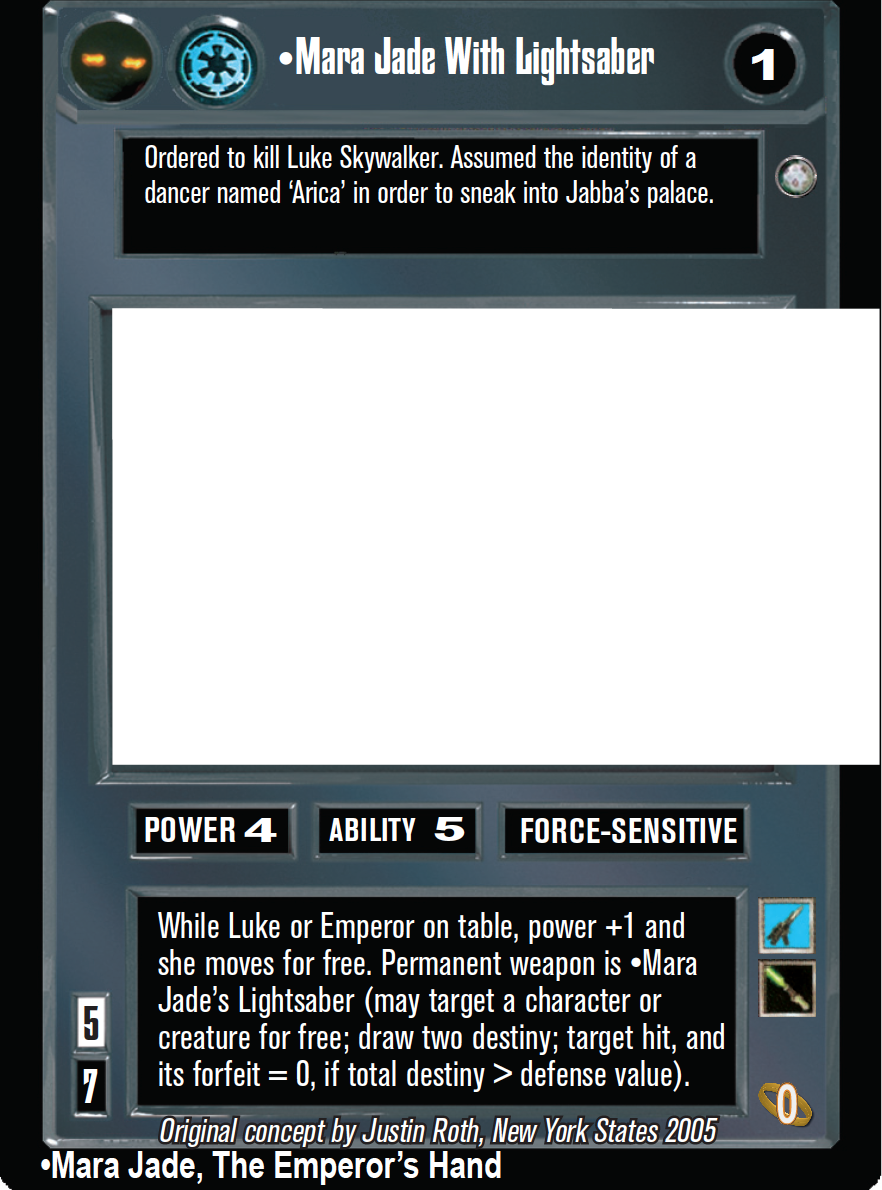 •Mara Jade With Lightsaber
1
Ordered to kill Luke Skywalker. Assumed the identity of a
dancer named ‘Arica’ in order to sneak into Jabba’s palace.
POWER 4
ABILITY 5
FORCE-SENSITIVE
While Luke or Emperor on table, power +1 and
she moves for free. Permanent weapon is •Mara
Jade’s Lightsaber (may target a character or
creature for free; draw two destiny; target hit, and
its forfeit = 0, if total destiny > defense value).
5
7
0
Original concept by Justin Roth, New York States 2005
•Mara Jade, The Emperor’s Hand